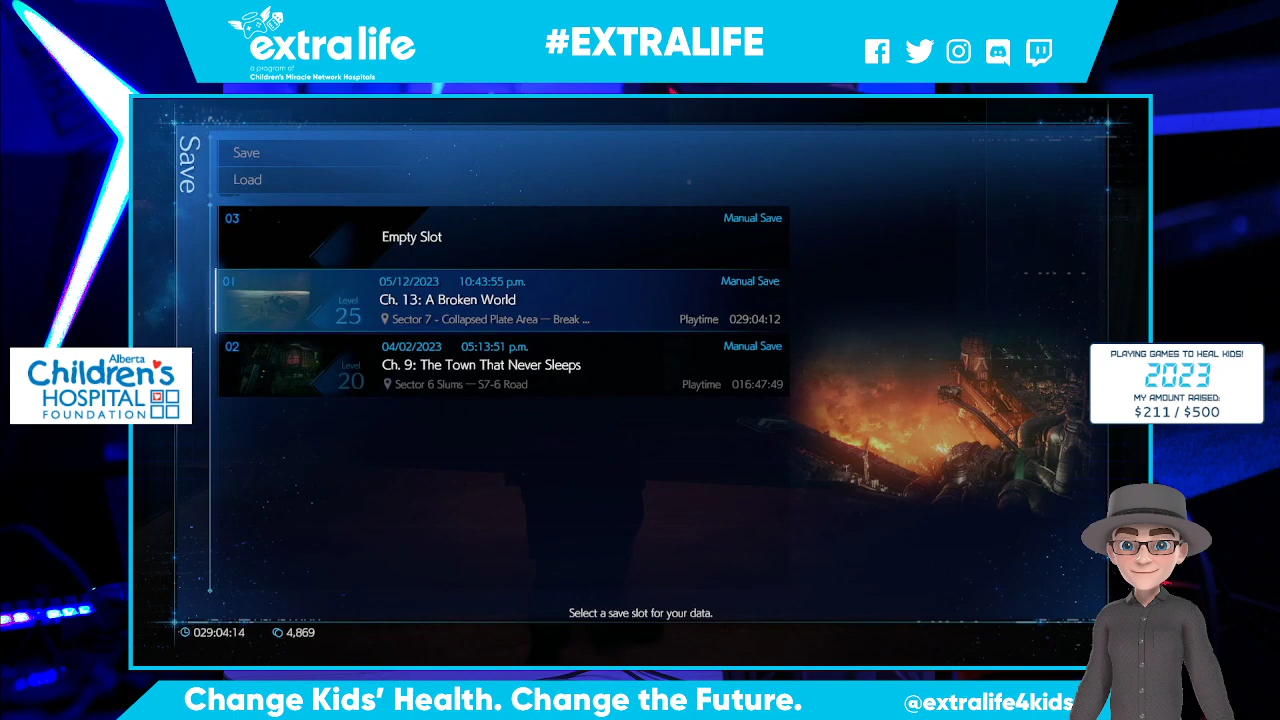 extra life
a program of
Children's Miracle Network Hospitals
#EXTRALIFE
Save
Save
Load
03
Manual Save
Empty Slot
01
05/12/2023 10:43:55 p.m.
Manual Save
Level
25
Ch. 13: A Broken World
Sector 7 - Collapsed Plate Area — Break ...
Playtime 029:04:12
02
04/02/2023 05:13:51 p.m.
Manual Save
Level
20
Ch. 9: The Town That Never Sleeps
Sector 6 Slums — S7-6 Road
Playtime 016:47:49
Alberta
Children's
HOSPITAL
FOUNDATION
PLAYING GAMES TO HEAL KIDS!
2023
MY AMOUNT RAISED:
$211 / $500
Select a save slot for your data.
029:04:14 4,869
Change Kids' Health. Change the Future.
@extralife4kids